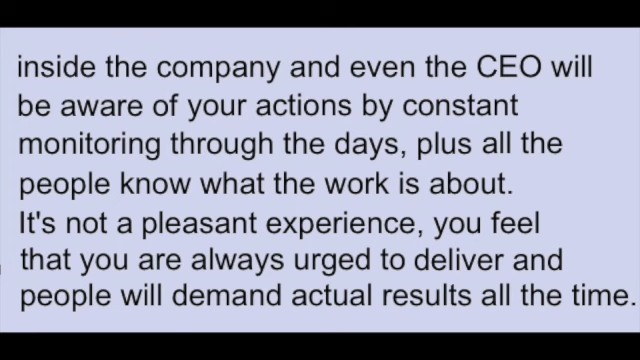 inside the company and even the CEO will
be aware of your actions by constant
monitoring through the days, plus all the
people know what the work is about.
It's not a pleasant experience, you feel
that you are always urged to deliver and
people will demand actual results all the time.